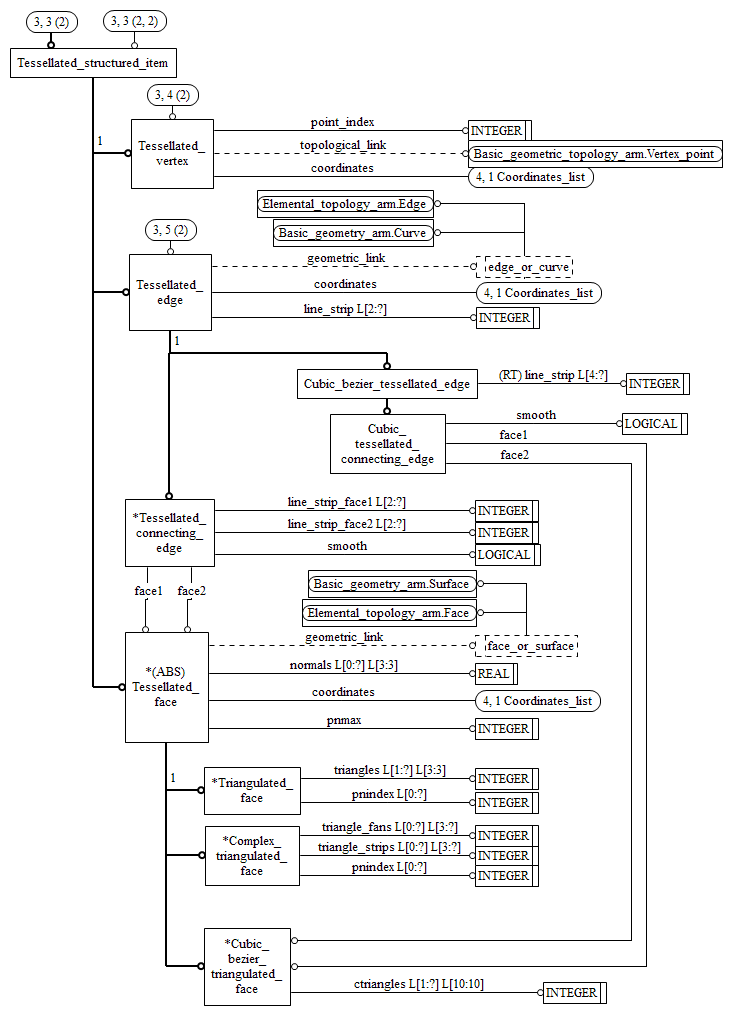 3, 3 (2)
3, 3 (2, 2)
Tessellated_structured_item
3, 4 (2)
1
Tessellated_
vertex
point_index
INTEGER
topological_link
Basic_geometric_topology_arm.Vertex_point
coordinates
4, 1 Coordinates_list
Elemental_topology_arm.Edge
Basic_geometry_arm.Curve
3, 5 (2)
Tessellated_
edge
geometric_link
edge_or_curve
coordinates
4, 1 Coordinates_list
line_strip L[2:?]
INTEGER
1
Cubic_bezier_tessellated_edge
(RT) line_strip L[4:?]
INTEGER
Cubic_
tessellated_
connecting_edge
smooth
LOGICAL
face1
face2
*Tessellated_
connecting_
edge
line_strip_face1 L[2:?]
INTEGER
line_strip_face2 L[2:?]
INTEGER
smooth
LOGICAL
face1
face2
Basic_geometry_arm.Surface
Elemental_topology_arm.Face
*(ABS)
Tessellated_
face
geometric_link
face_or_surface
normals L[0:?] L[3:3]
REAL
coordinates
4, 1 Coordinates_list
pnmax
INTEGER
1
*Triangulated_
face
triangles L[1:?] L[3:3]
INTEGER
pnindex L[0:?]
INTEGER
*Complex_
triangulated_
face
triangle_fans L[0:?] L[3:?]
INTEGER
triangle_strips L[0:?] L[3:?]
INTEGER
pnindex L[0:?]
INTEGER
*Cubic_
bezier_
triangulated_
face
ctriangles L[1:?] L[10:10]
INTEGER